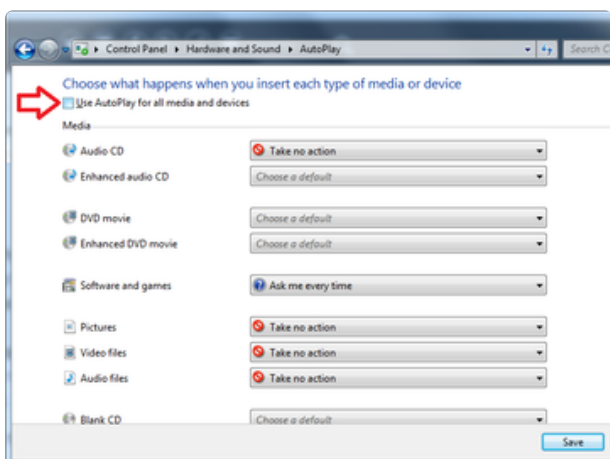 Control Panel ▸ Hardware and Sound ▸ AutoPlay
Search C
Choose what happens when you insert each type of media or device
Use AutoPlay for all media and devices
Media
Audio CD Take no action
Enhanced audio CD Choose a default
DVD movie Choose a default
Enhanced DVD movie Choose a default
Software and games Ask me every time
Pictures Take no action
Video files Take no action
Audio files Take no action
Blank CD Choose a default
Save